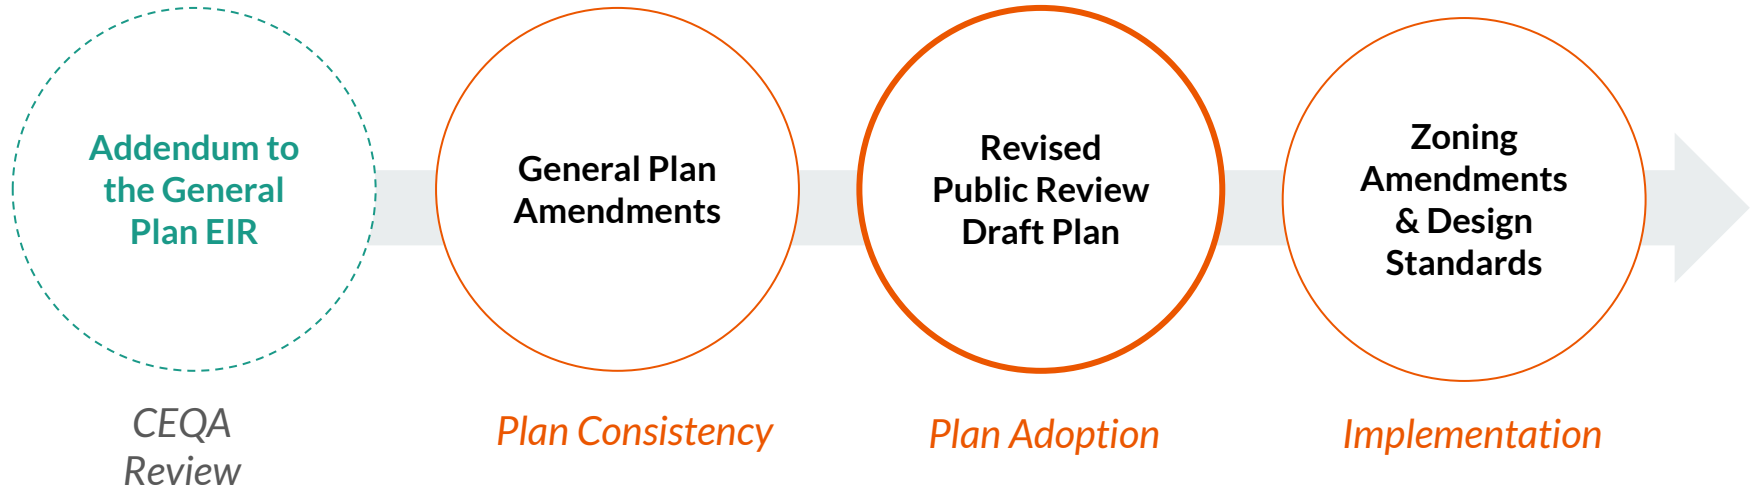 Addendum to
the General
Plan EIR
General Plan
Amendments
Revised
Public Review
Draft Plan
Zoning
Amendments
& Design
Standards
CEQA
Review
Plan Consistency
Plan Adoption
Implementation